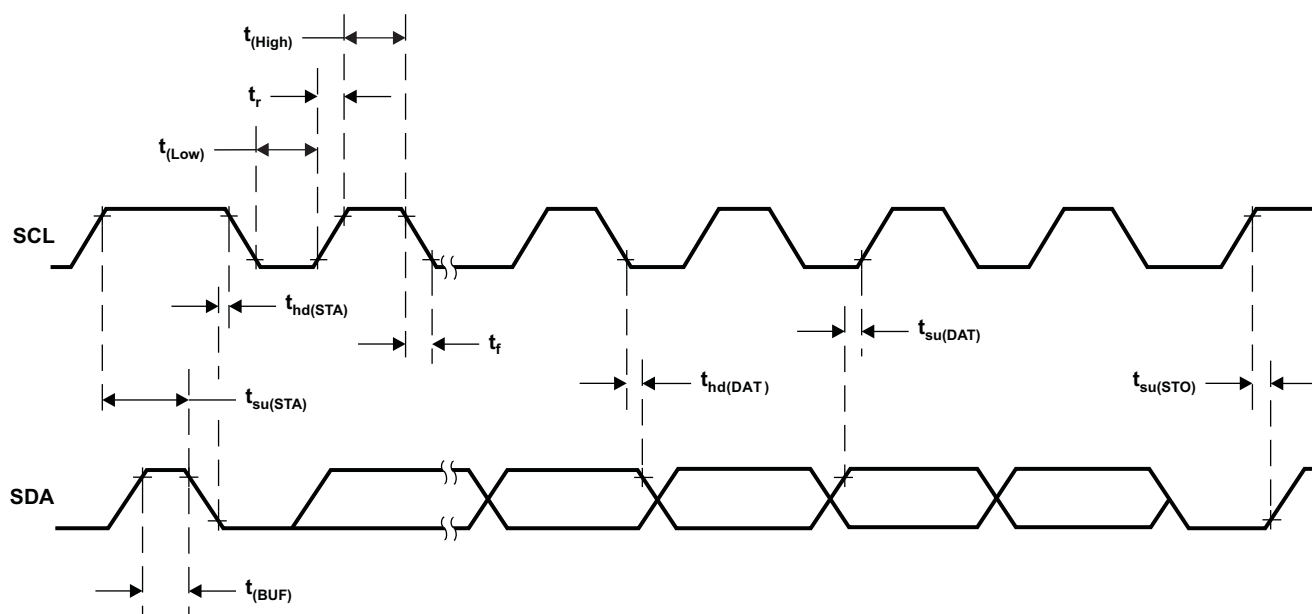 t(High)
tr
t(Low)
SCL
thd(STA)
tf
tsu(DAT)
thd(DAT)
tsu(STO)
tsu(STA)
SDA
t(BUF)